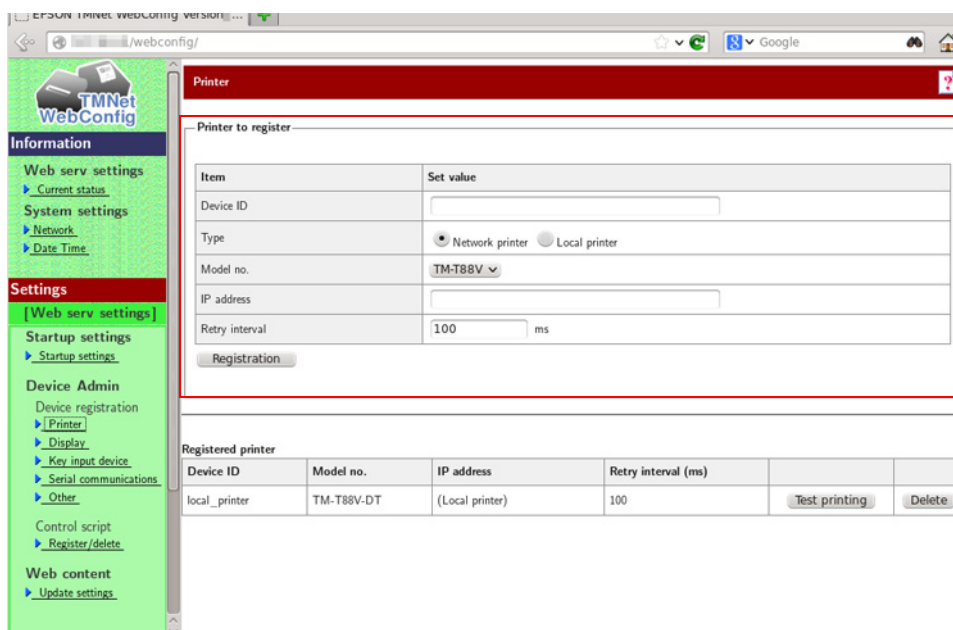 EPSON TMNet WebConfig Version ...
/webconfig/
Google
TMNet
WebConfig
Information
Web serv settings
Current status
System settings
Network
Date Time
Settings
[Web serv settings]
Startup settings
Startup settings
Device Admin
Device registration
Printer
Display
Key input device
Serial communications
Other
Control script
Register/delete
Web content
Update settings
Printer
?
Printer to register
Item Set value
Device ID
Type Network printer Local printer
Model no. TM-T88V
IP address
Retry interval 100 ms
Registration
Registered printer
Device ID Model no. IP address Retry interval (ms)
local_printer TM-T88V-DT (Local printer) 100 Test printing Delete